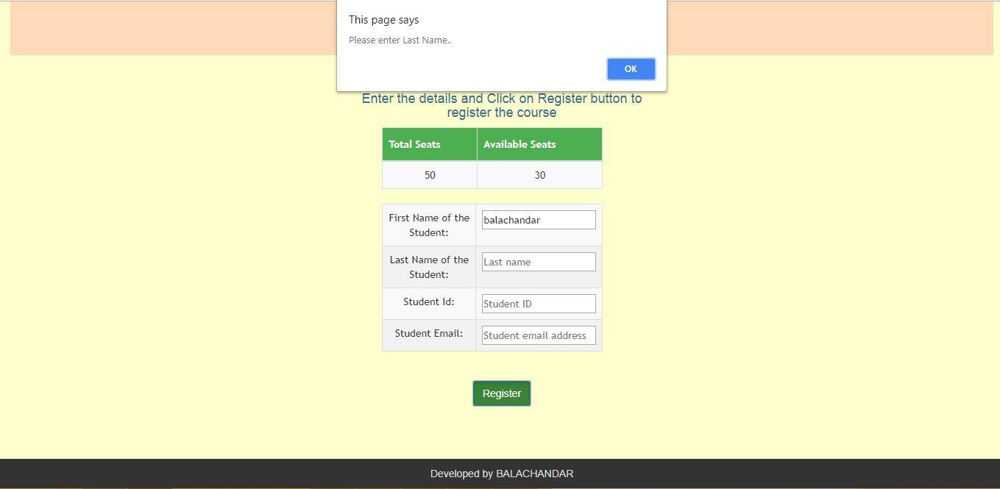 This page says
Please enter Last Name..
OK
Enter the details and Click on Register button to
register the course
Total Seats Available Seats
50 30
First Name of the
Student:
balachandar
Last Name of the
Student:
Last name
Student Id:
Student ID
Student Email:
Student email address
Register
Developed by BALACHANDAR